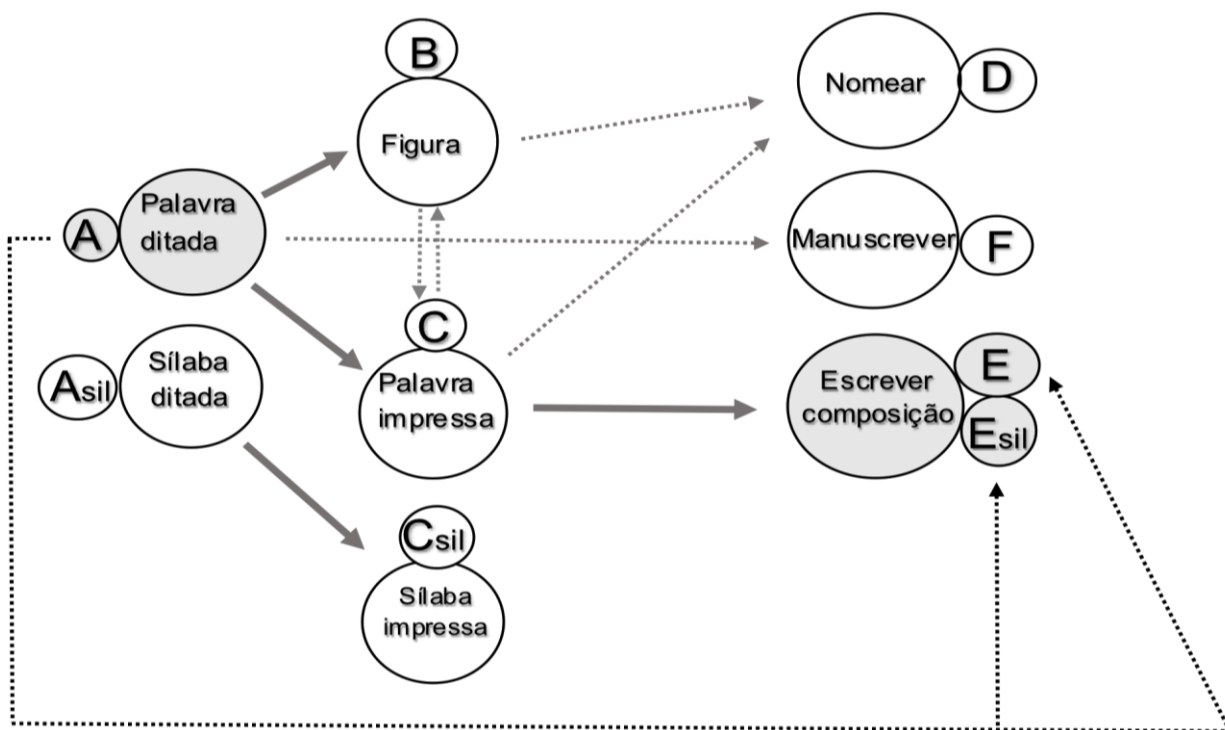 B
Figura
A
Palavra
ditada
Asil
Sílaba
ditada
C
Palavra
impressa
Csil
Sílaba
impressa
Nomear
D
Manuscrever
F
Escrever
composição
E
Esil